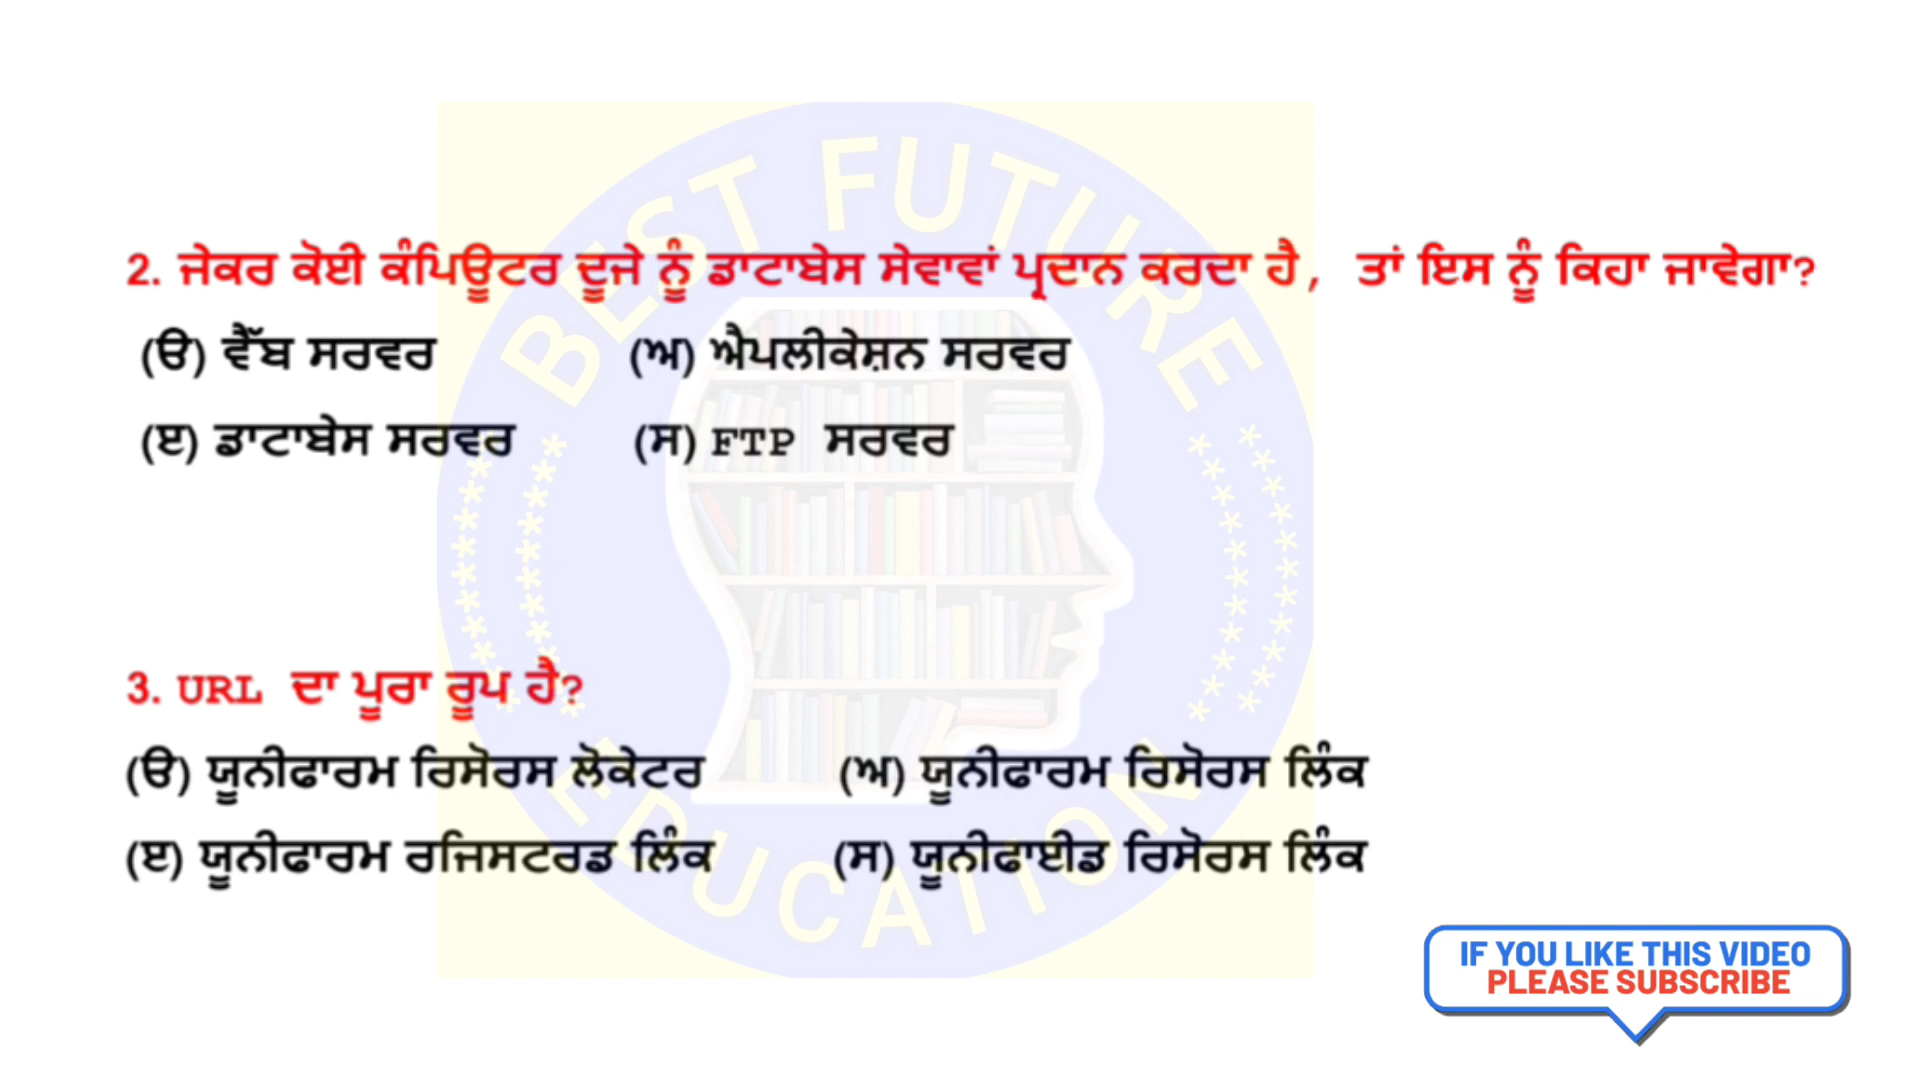 BEST FUTURE
2. ਜੇਕਰ ਕੋਈ ਕੰਪਿਊਟਰ ਦੂਜੇ ਨੂੰ ਡਾਟਾਬੇਸ ਸੇਵਾਵਾਂ ਪ੍ਰਦਾਨ ਕਰਦਾ ਹੈ, ਤਾਂ ਇਸ ਨੂੰ ਕਿਹਾ ਜਾਵੇਗਾ?
(ੳ) ਵੈੱਬ ਸਰਵਰ (ਅ) ਐਪਲੀਕੇਸ਼ਨ ਸਰਵਰ
(ੲ) ਡਾਟਾਬੇਸ ਸਰਵਰ (ਸ) FTP ਸਰਵਰ
3. URL ਦਾ ਪੂਰਾ ਰੂਪ ਹੈ?
(ੳ) ਯੂਨੀਫਾਰਮ ਰਿਸੋਰਸ ਲੋਕੇਟਰ (ਅ) ਯੂਨੀਫਾਰਮ ਰਿਸੋਰਸ ਲਿੰਕ
(ੲ) ਯੂਨੀਫਾਰਮ ਰਜਿਸਟਰਡ ਲਿੰਕ (ਸ) ਯੂਨੀਫਾਈਡ ਰਿਸੋਰਸ ਲਿੰਕ
EDUCATION
IF YOU LIKE THIS VIDEO
PLEASE SUBSCRIBE